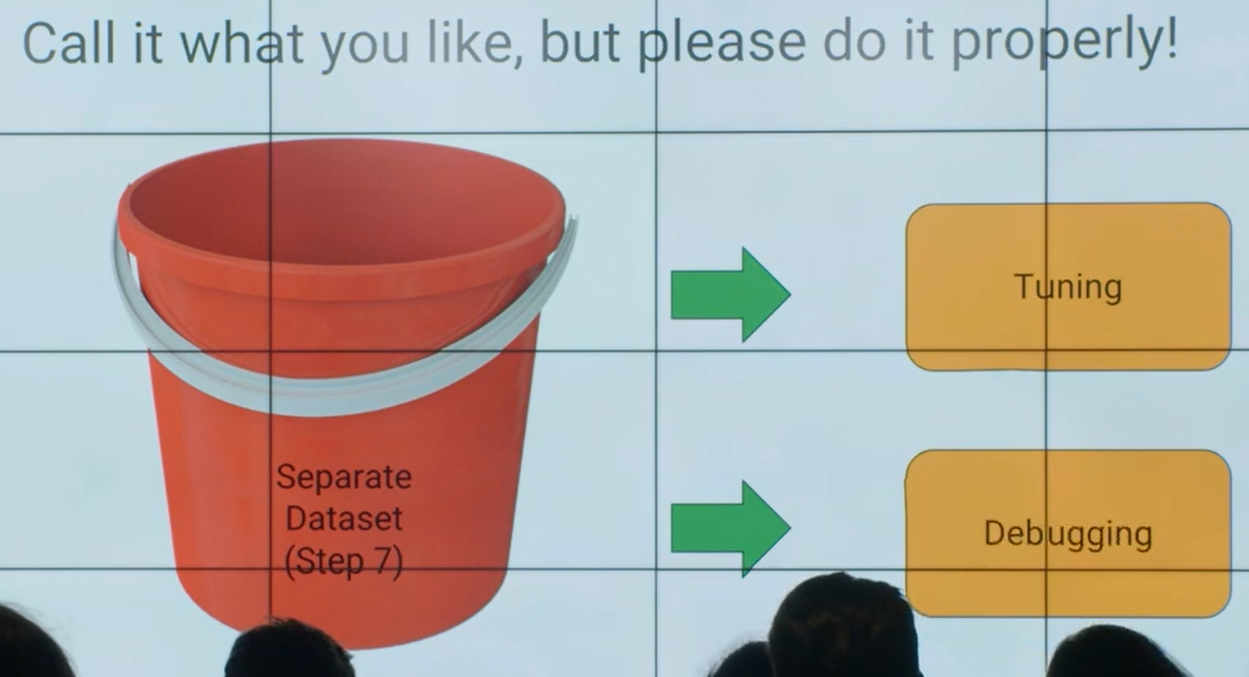 Call it what you like, but please do it properly!
Tuning
Separate
Dataset
(Step 7)
Debugging